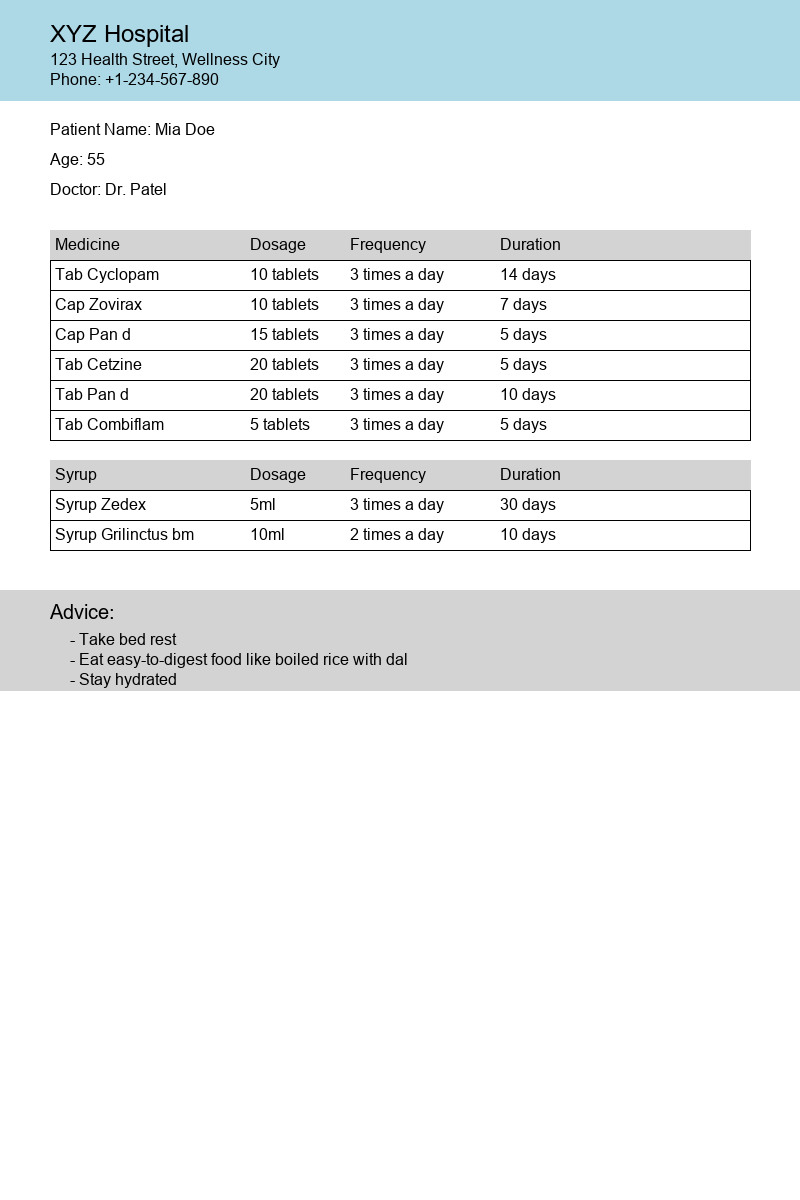 XYZ Hospital
123 Health Street, Wellness City
Phone: +1-234-567-890
Patient Name: Mia Doe
Age: 55
Doctor: Dr. Patel
Medicine Dosage Frequency Duration
Tab Cyclopam 10 tablets 3 times a day 14 days
Cap Zovirax 10 tablets 3 times a day 7 days
Cap Pan d 15 tablets 3 times a day 5 days
Tab Cetzine 20 tablets 3 times a day 5 days
Tab Pan d 20 tablets 3 times a day 10 days
Tab Combiflam 5 tablets 3 times a day 5 days
Syrup Dosage Frequency Duration
Syrup Zedex 5ml 3 times a day 30 days
Syrup Grilinctus bm 10ml 2 times a day 10 days
Advice:
- Take bed rest
- Eat easy-to-digest food like boiled rice with dal
- Stay hydrated